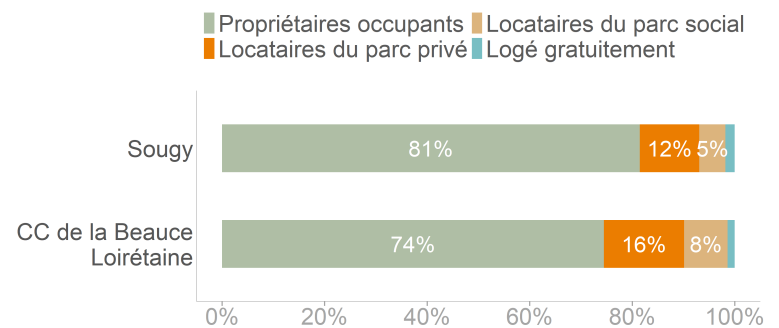 Propriétaires occupants Locataires du parc social
Locataires du parc privé Logé gratuitement
Sougy 81% 12% 5%
CC de la Beauce
Loirétaine 74% 16% 8%
0% 20% 40% 60% 80% 100%